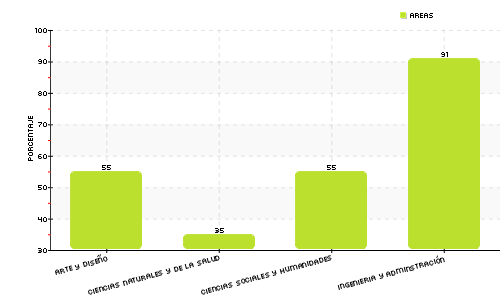 AREAS
100
91
90
80
PORCENTAJE
70
60
55
55
50
40
35
30
ARTE Y DISEÑO
CIENCIAS NATURALES Y DE LA SALUD
CIENCIAS SOCIALES Y HUMANIDADES
INGENIERIA Y ADMINSTRACIÓN